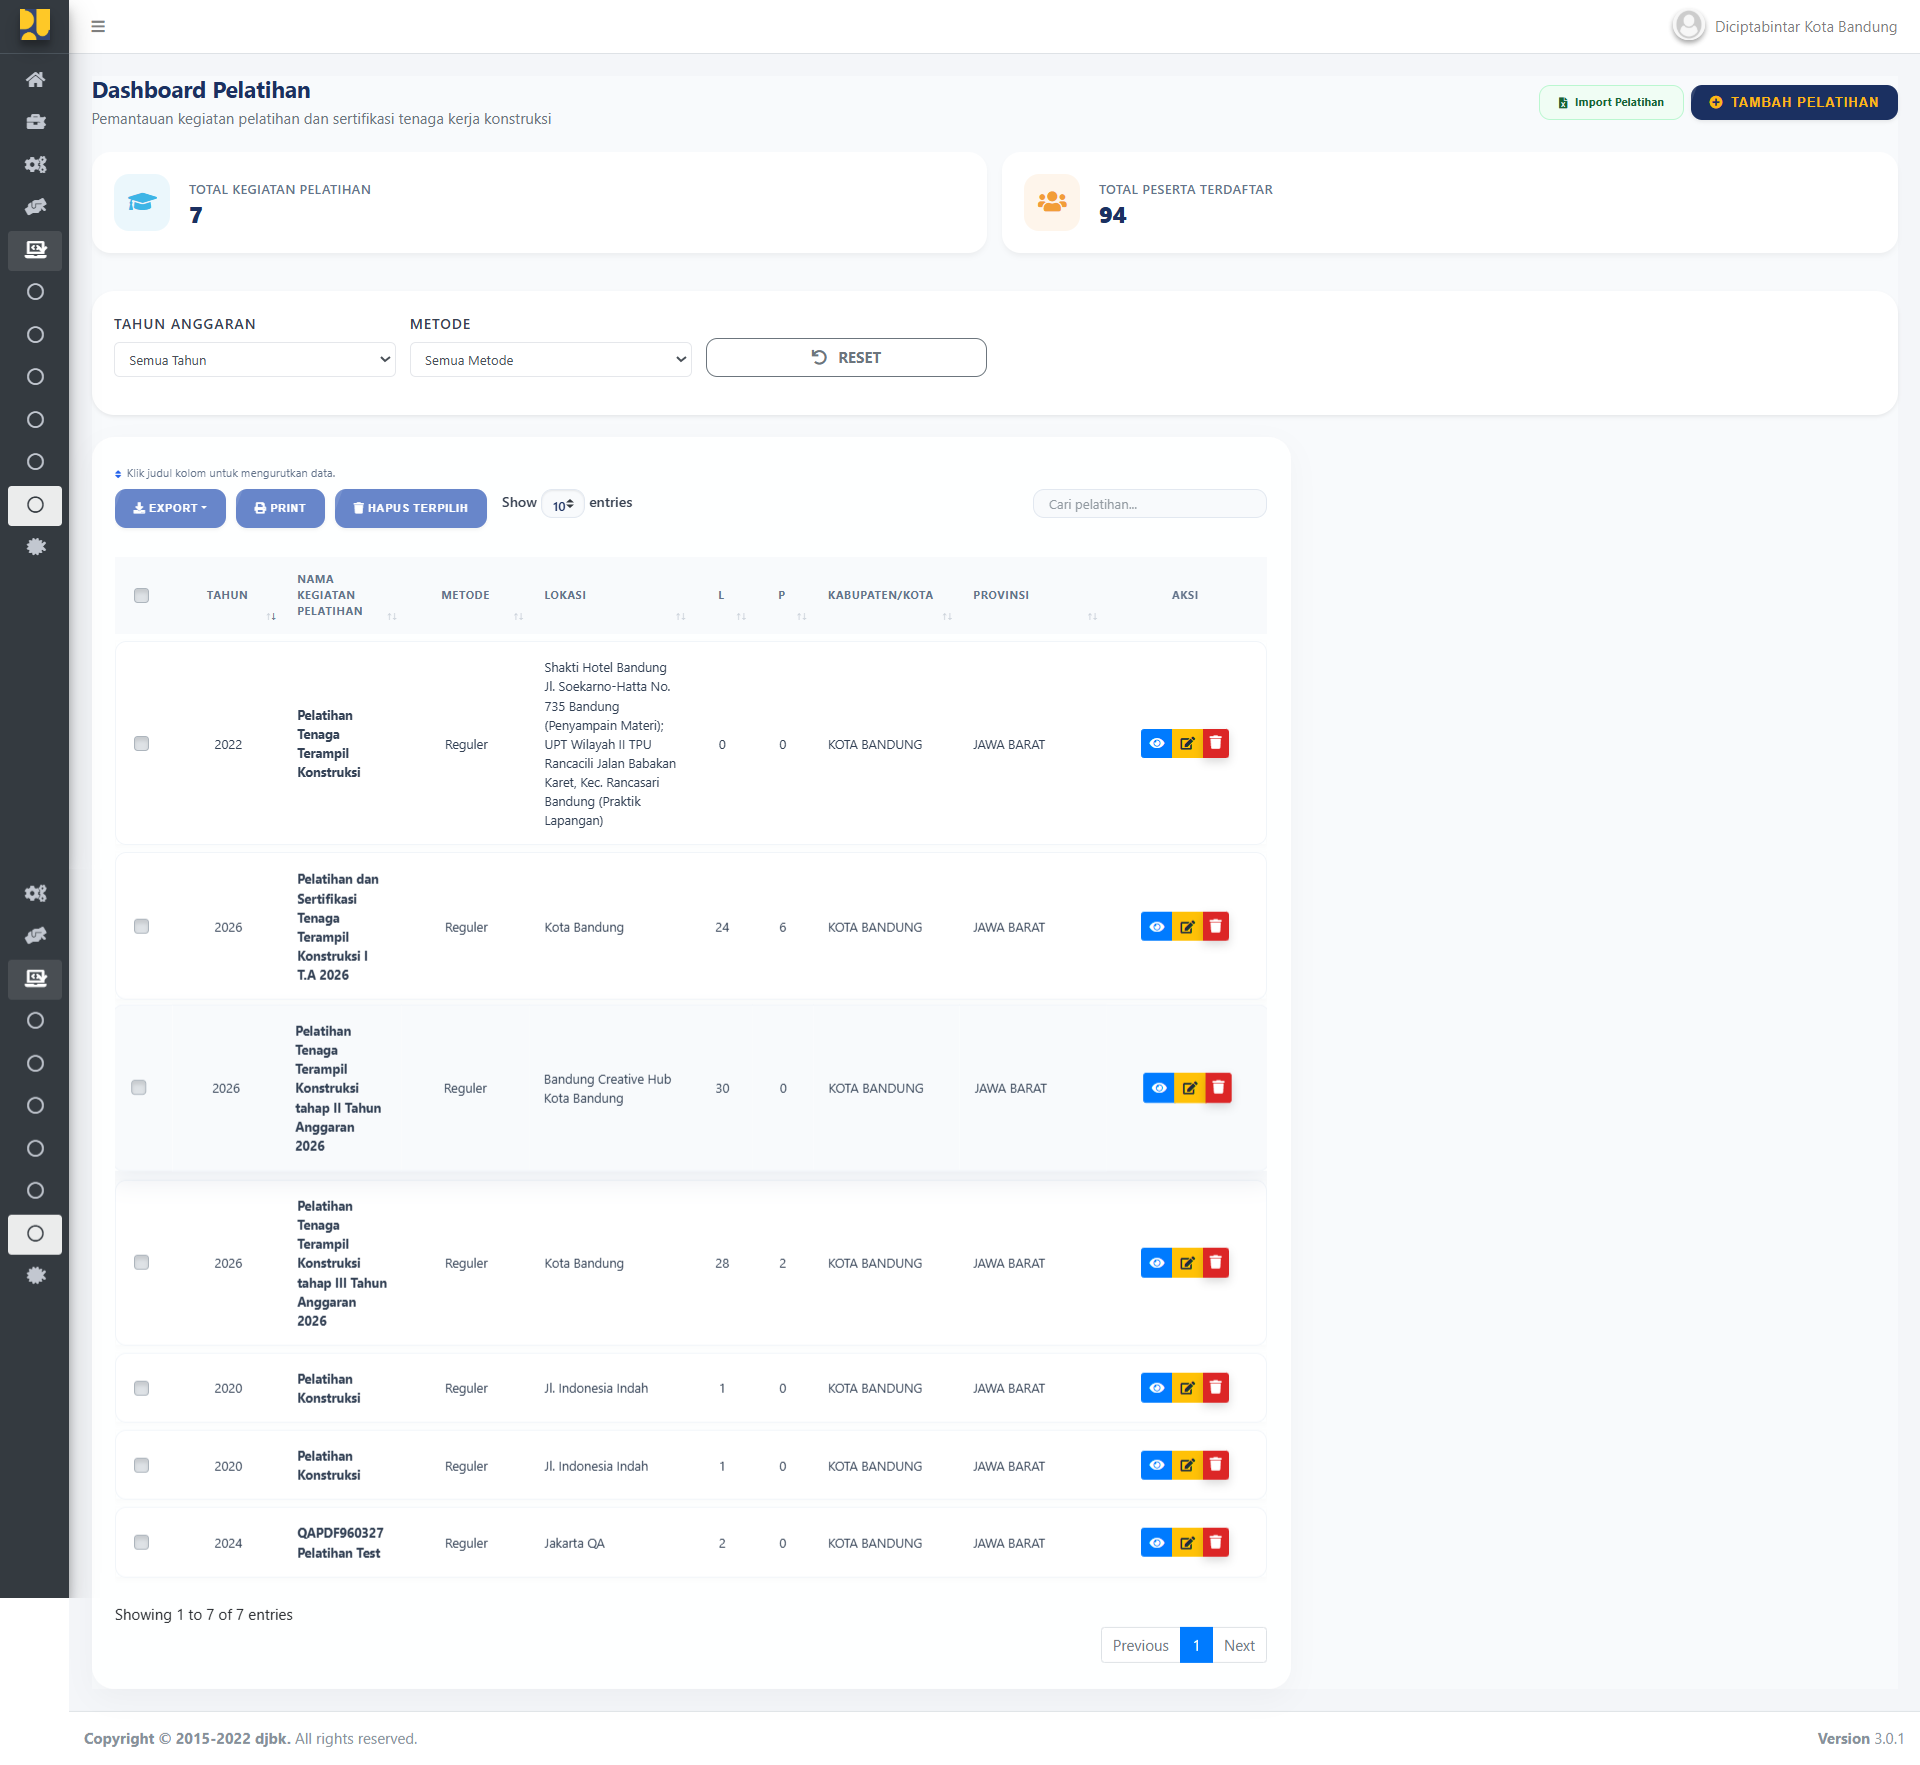 Diciptabintar Kota Bandung
Dashboard Pelatihan
Pemantauan kegiatan pelatihan dan sertifikasi tenaga kerja konstruksi
Import Pelatihan
TAMBAH PELATIHAN
TOTAL KEGIATAN PELATIHAN
7
TOTAL PESERTA TERDAFTAR
94
TAHUN ANGGARAN
Semua Tahun
METODE
Semua Metode
RESET
Klik judul kolom untuk mengurutkan data.
EXPORT
PRINT
HAPUS TERPILIH
Show 10 entries
Cari pelatihan...
TAHUN
NAMA
KEGIATAN
PELATIHAN
METODE
LOKASI
L
P
KABUPATEN/KOTA
PROVINSI
AKSI
2022
Pelatihan
Tenaga
Terampil
Konstruksi
Reguler
Shakti Hotel Bandung
Jl. Soekarno-Hatta No.
735 Bandung
(Penyampain Materi);
UPT Wilayah II TPU
Rancacili Jalan Babakan
Karet, Kec. Rancasari
Bandung (Praktik
Lapangan)
0
0
KOTA BANDUNG
JAWA BARAT
2026
Pelatihan dan
Sertifikasi
Tenaga
Terampil
Konstruksi I
T.A 2026
Reguler
Kota Bandung
24
6
KOTA BANDUNG
JAWA BARAT
2026
Pelatihan
Tenaga
Terampil
Konstruksi
tahap II Tahun
Anggaran
2026
Reguler
Bandung Creative Hub
Kota Bandung
30
0
KOTA BANDUNG
JAWA BARAT
2026
Pelatihan
Tenaga
Terampil
Konstruksi
tahap III Tahun
Anggaran
2026
Reguler
Kota Bandung
28
2
KOTA BANDUNG
JAWA BARAT
2020
Pelatihan
Konstruksi
Reguler
Jl. Indonesia Indah
1
0
KOTA BANDUNG
JAWA BARAT
2020
Pelatihan
Konstruksi
Reguler
Jl. Indonesia Indah
1
0
KOTA BANDUNG
JAWA BARAT
2024
QAPDF960327
Pelatihan Test
Reguler
Jakarta QA
2
0
KOTA BANDUNG
JAWA BARAT
Showing 1 to 7 of 7 entries
Previous
1
Next
Copyright © 2015-2022 djbk. All rights reserved.
Version 3.0.1